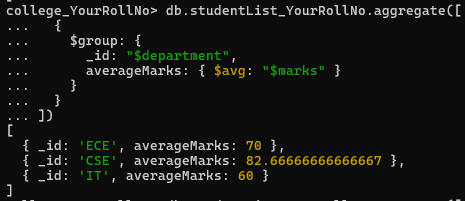 college_YourRollNo> db.studentList_YourRollNo.aggregate([
...   {
...     $group: {
...       _id: "$department",
...       averageMarks: { $avg: "$marks" }
...     }
...   }
... ])
[
  { _id: 'ECE', averageMarks: 70 },
  { _id: 'CSE', averageMarks: 82.66666666666667 },
  { _id: 'IT', averageMarks: 60 }
]